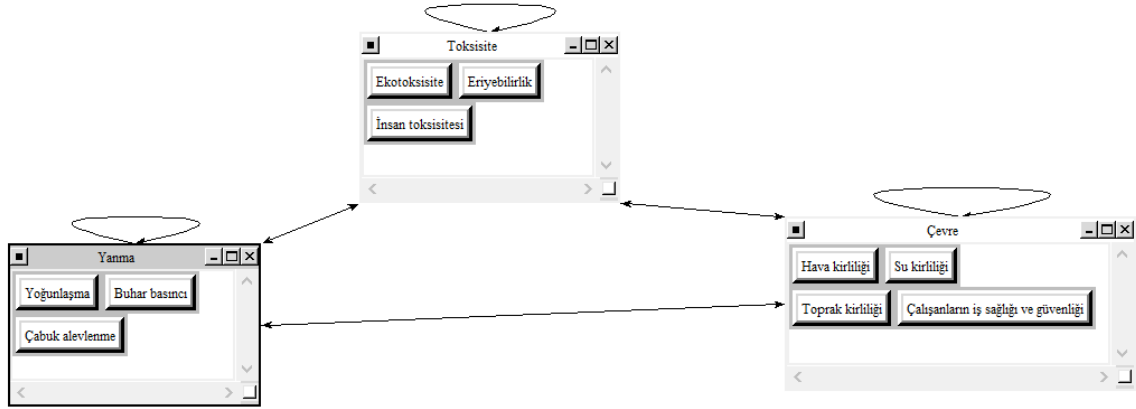 Toksisite
Ekotoksisite Eriyebilirlik
İnsan toksisitesi
Yanma
Yoğunlaşma Buhar basıncı
Çabuk alevlenme
Çevre
Hava kirliliği Su kirliliği
Toprak kirliliği Çalışanların iş sağlığı ve güvenliği